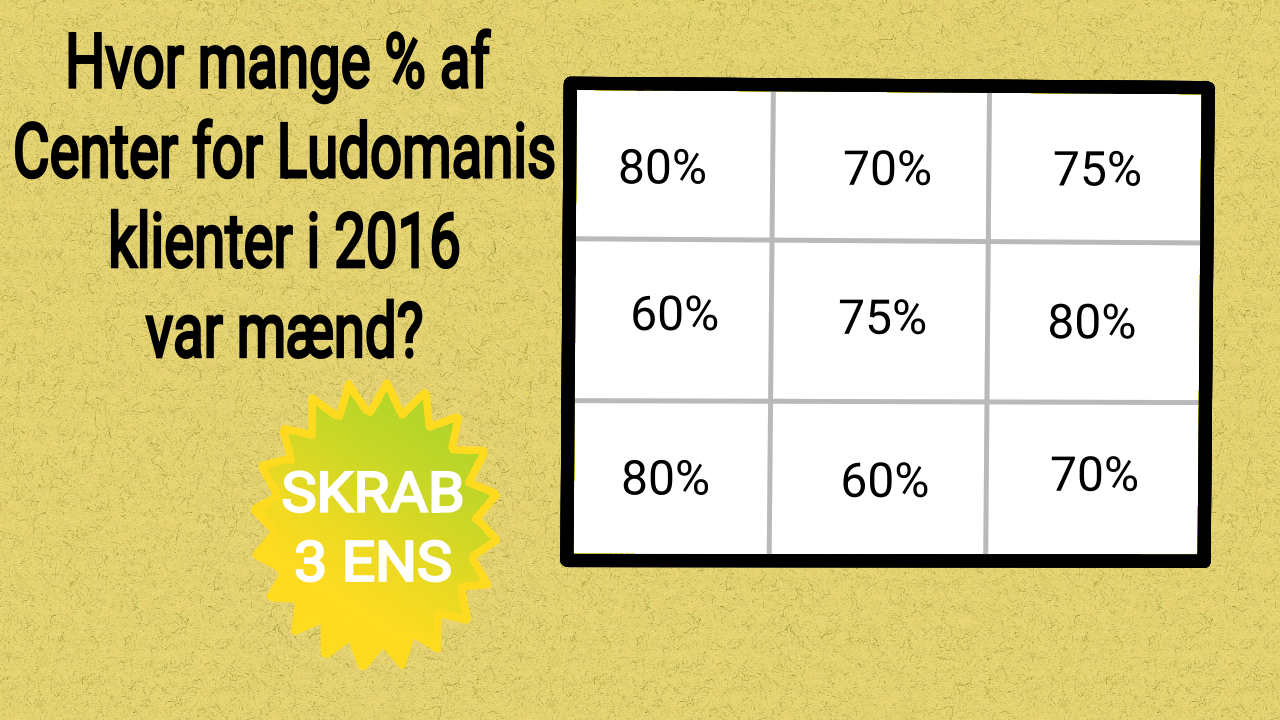 Hvor mange % af
Center for Ludomanis
klienter i 2016
var mænd?
SKRAB
3 ENS
80% 70% 75%
60% 75% 80%
80% 60% 70%